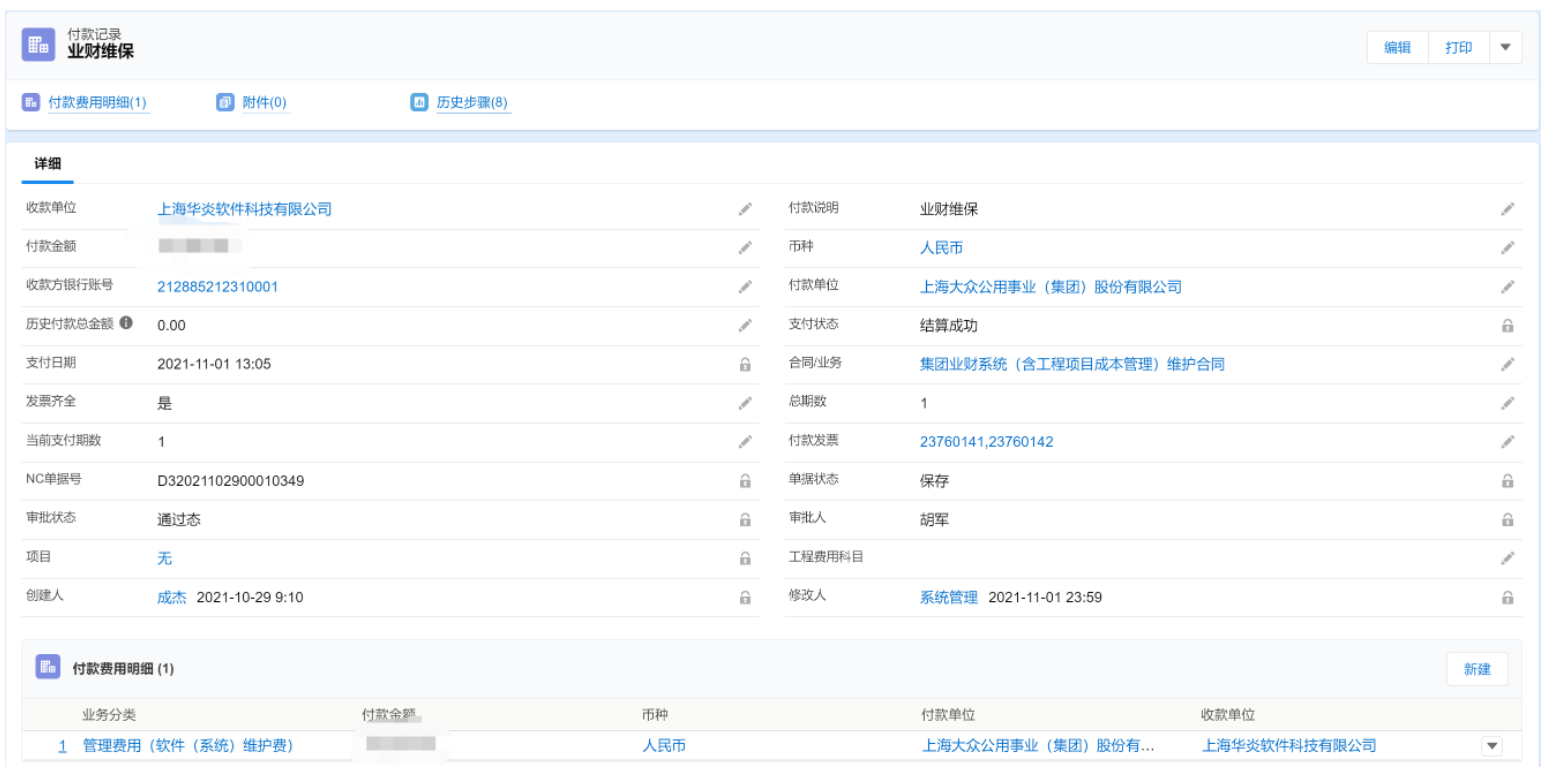 付款记录
业财维保
编辑 打印
付款费用明细(1) 附件(0) 历史步骤(8)
详细
收款单位 上海华炎软件科技有限公司 付款说明 业财维保
付款金额 币种 人民币
收款方银行账号 212885212310001 付款单位 上海大众公用事业（集团）股份有限公司
历史付款总金额 0.00 支付状态 结算成功
支付日期 2021-11-01 13:05 合同/业务 集团业财系统（含工程项目成本管理）维护合同
发票齐全 是 总期数 1
当前支付期数 1 付款发票 23760141,23760142
NC单据号 D32021102900010349 单据状态 保存
审批状态 通过态 审批人 胡军
项目 无 工程费用科目
创建人 成杰 2021-10-29 9:10 修改人 系统管理 2021-11-01 23:59
付款费用明细 (1) 新建
业务分类 付款金额 币种 付款单位 收款单位
1 管理费用（软件（系统）维护费） 人民币 上海大众公用事业（集团）股份有... 上海华炎软件科技有限公司